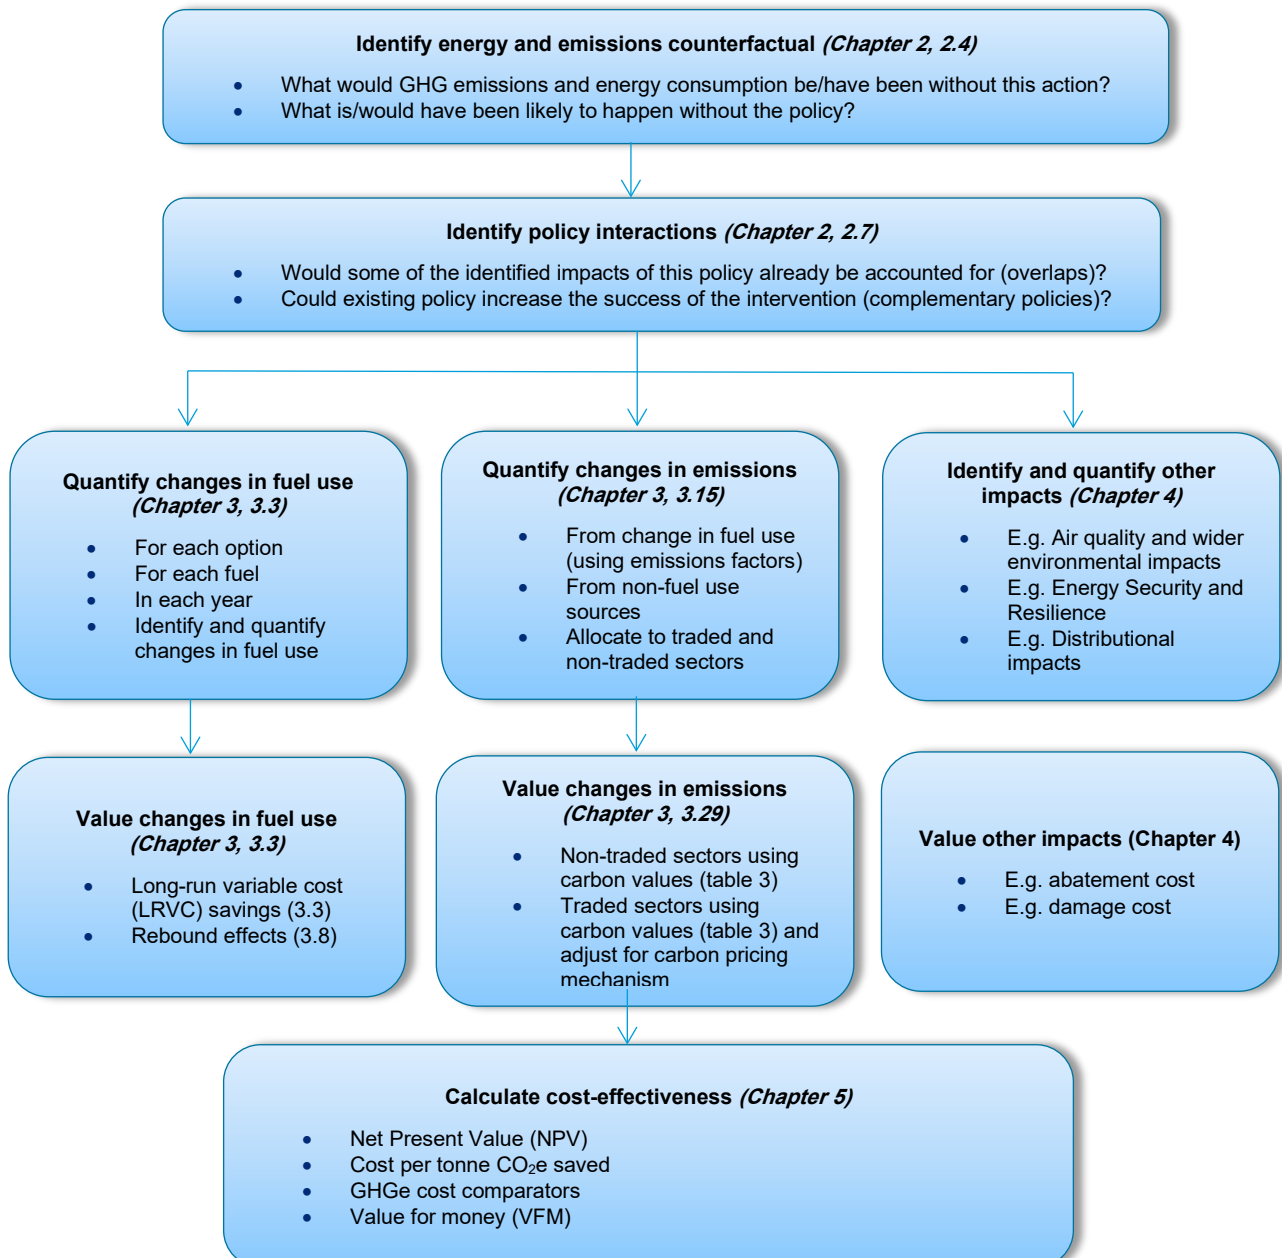 Identify energy and emissions counterfactual (Chapter 2, 2.4)
• What would GHG emissions and energy consumption be/have been without this action?
• What is/would have been likely to happen without the policy?
Identify policy interactions (Chapter 2, 2.7)
• Would some of the identified impacts of this policy already be accounted for (overlaps)?
• Could existing policy increase the success of the intervention (complementary policies)?
Quantify changes in fuel use
(Chapter 3, 3.3)
• For each option
• For each fuel
• In each year
• Identify and quantify
changes in fuel use
Quantify changes in emissions
(Chapter 3, 3.15)
• From change in fuel use
(using emissions factors)
• From non-fuel use
sources
• Allocate to traded and
non-traded sectors
Identify and quantify other
impacts (Chapter 4)
• E.g. Air quality and wider
environmental impacts
• E.g. Energy Security and
Resilience
• E.g. Distributional
impacts
Value changes in fuel use
(Chapter 3, 3.3)
• Long-run variable cost
(LRVC) savings (3.3)
• Rebound effects (3.8)
Value changes in emissions
(Chapter 3, 3.29)
• Non-traded sectors using
carbon values (table 3)
• Traded sectors using
carbon values (table 3) and
adjust for carbon pricing
mechanism
Value other impacts (Chapter 4)
• E.g. abatement cost
• E.g. damage cost
Calculate cost-effectiveness (Chapter 5)
• Net Present Value (NPV)
• Cost per tonne CO₂e saved
• GHGe cost comparators
• Value for money (VFM)